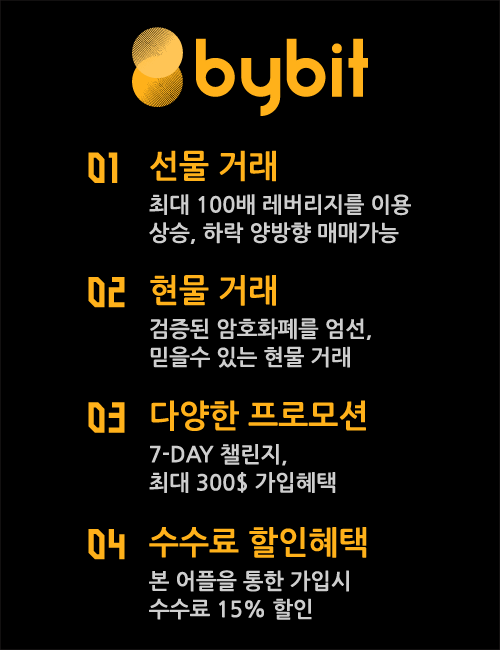 bybit
01 선물 거래
최대 100배 레버리지를 이용
상승, 하락 양방향 매매가능
02 현물 거래
검증된 암호화폐를 엄선,
믿을수 있는 현물 거래
03 다양한 프로모션
7-DAY 챌린지,
최대 300$ 가입혜택
04 수수료 할인혜택
본 어플을 통한 가입시
수수료 15% 할인